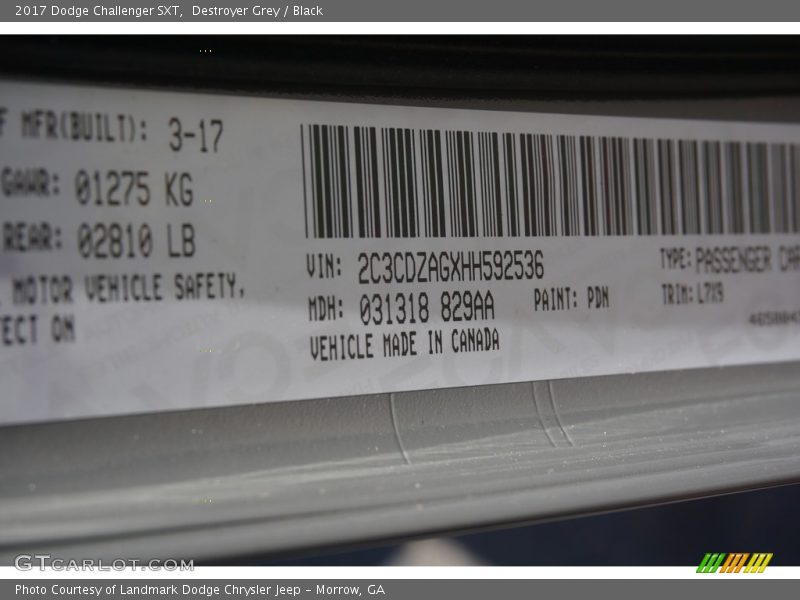 2017 Dodge Challenger SXT, Destroyer Grey / Black
F MFR(BUILT): 3-17
GAWR: 01275 KG
REAR: 02810 LB
MOTOR VEHICLE SAFETY,
ECT ON
VIN: 2C3CDZAGXHH592536
TYPE: PASSENGER CAR
MDH: 031318 829AA
PAINT: PDN
TRIM: L7X9
VEHICLE MADE IN CANADA
GTCARLOT.COM
Photo Courtesy of Landmark Dodge Chrysler Jeep - Morrow, GA